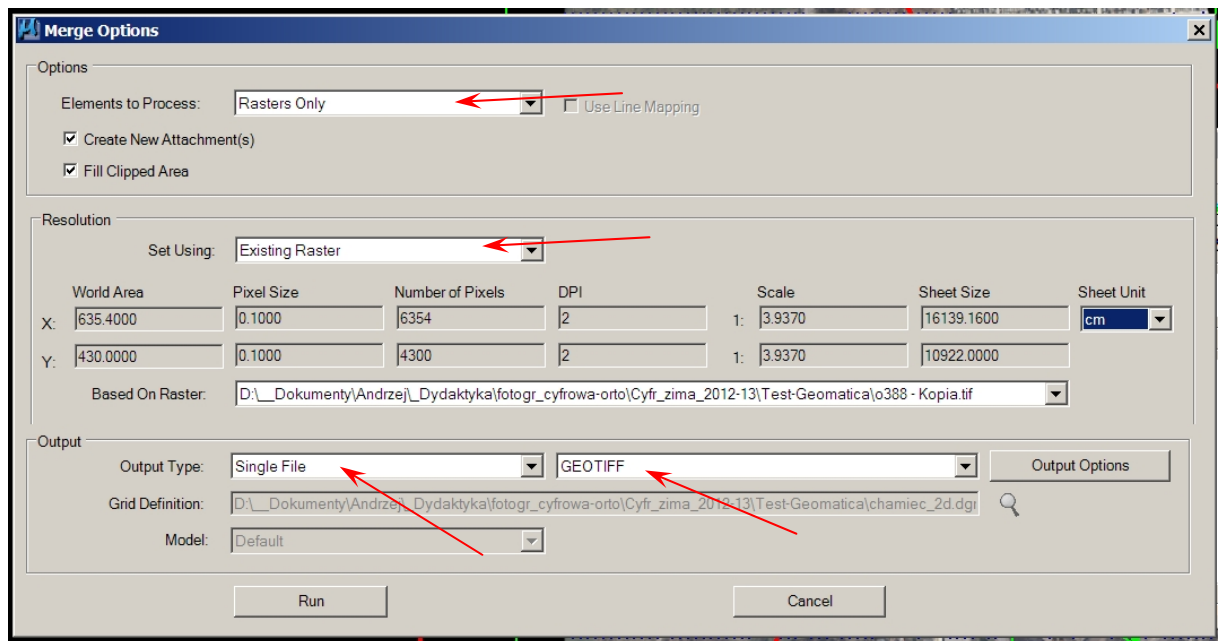 Merge Options
Options
Elements to Process: Rasters Only Use Line Mapping
Create New Attachment(s)
Fill Clipped Area
Resolution
Set Using: Existing Raster
World Area Pixel Size Number of Pixels DPI Scale Sheet Size Sheet Unit
X: 635.4000 0.1000 6354 2 1: 3.9370 16139.1600 cm
Y: 430.0000 0.1000 4300 2 1: 3.9370 10922.0000
Based On Raster: D:\__Dokumenty\Andrzej\_Dydaktyka\fotogr_cyfrowa-orto\Cyfr_zima_2012-13\Test-Geomatica\o388 - Kopia.tif
Output
Output Type: Single File GEOTIFF Output Options
Grid Definition: D:\__Dokumenty\Andrzej\_Dydaktyka\fotogr_cyfrowa-orto\Cyfr_zima_2012-13\Test-Geomatica\chamiec_2d.dgn
Model: Default
Run Cancel